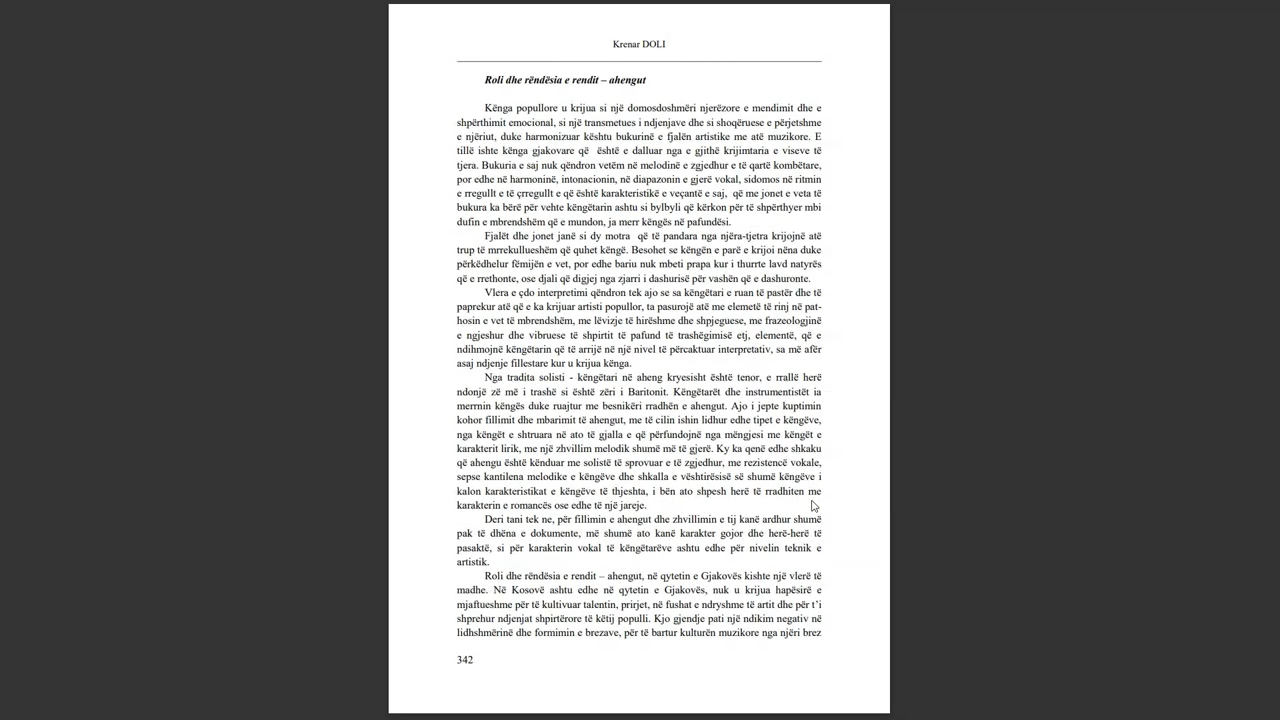 Krenar DOLI
Roli dhe rëndësia e rendit – ahengut
Kënga popullore u krijua si një domosdoshmëri njerëzore e mendimit dhe e
shpërthimit emocional, si një transmetues i ndjenjave dhe si shoqëruese e përjetshme
e njëriut, duke harmonizuar kështu bukurinë e fjalën artistike me atë muzikore. E
tillë ishte kënga gjakovare që është e dalluar nga e gjithë krijimtaria e viseve të
tjera. Bukuria e saj nuk qëndron vetëm në melodinë e zgjedhur e të qartë kombëtare,
por edhe në harmoninë, intonacionin, në diapazonin e gjerë vokal, sidomos në ritmin
e rregullt e të çrregullt e që është karakteristikë e veçantë e saj, që me jonet e veta të
bukura ka bërë për vehte këngëtarin ashtu si bylbyli që kërkon për të shpërthyer mbi
dufin e mbrendshëm që e mundon, ja merr këngës në pafundësi.
Fjalët dhe jonet janë si dy motra që të pandara nga njëra-tjetra krijojnë atë
trup të mrrekullueshëm që quhet këngë. Besohet se këngën e parë e krijoi nëna duke
përkëdhelur fëmijën e vet, por edhe bariu nuk mbeti prapa kur i thurrte lavd natyrës
që e rrethonte, ose djali që digjej nga zjarri i dashurisë për vashën që e dashuronte.
Vlera e çdo interpretimi qëndron tek ajo se sa këngëtari e ruan të pastër dhe të
paprekur atë që e ka krijuar artisti popullor, ta pasurojë atë me elemetë të rinj në pat-
hosin e vet të mbrendshëm, me lëvizje të hirëshme dhe shpjeguese, me frazeologjinë
e ngjeshur dhe vibruese të shpirtit të pafund të trashëgimisë etj, elementë, që e
ndihmojnë këngëtarin që të arrijë në një nivel të përcaktuar interpretativ, sa më afër
asaj ndjenje fillestare kur u krijua kënga.
Nga tradita solisti - këngëtari në aheng kryesisht është tenor, e rrallë herë
ndonjë zë më i trashë si është zëri i Baritonit. Këngëtarët dhe instrumentistët ia
merrnin këngës duke ruajtur me besnikëri rradhën e ahengut. Ajo i jepte kuptimin
kohor fillimit dhe mbarimit të ahengut, me të cilin ishin lidhur edhe tipet e këngëve,
nga këngët e shtruara në ato të gjalla e që përfundojnë nga mëngjesi me këngët e
karakterit lirik, me një zhvillim melodik shumë më të gjerë. Ky ka qenë edhe shkaku
që ahengu është kënduar me solistë të sprovuar e të zgjedhur, me rezistencë vokale,
sepse kantilena melodike e këngëve dhe shkalla e vështirësisë së shumë këngëve i
kalon karakteristikat e këngëve të thjeshta, i bën ato shpesh herë të rradhiten me
karakterin e romancës ose edhe të një jareje.
Deri tani tek ne, për fillimin e ahengut dhe zhvillimin e tij kanë ardhur shumë
pak të dhëna e dokumente, më shumë ato kanë karakter gojor dhe herë-herë të
pasaktë, si për karakterin vokal të këngëtarëve ashtu edhe për nivelin teknik e
artistik.
Roli dhe rëndësia e rendit – ahengut, në qytetin e Gjakovës kishte një vlerë të
madhe. Në Kosovë ashtu edhe në qytetin e Gjakovës, nuk u krijua hapësirë e
mjaftueshme për të kultivuar talentin, prirjet, në fushat e ndryshme të artit dhe për t’i
shprehur ndjenjat shpirtërore të këtij populli. Kjo gjendje pati një ndikim negativ në
lidhshmërinë dhe formimin e brezave, për të bartur kulturën muzikore nga njëri brez
342